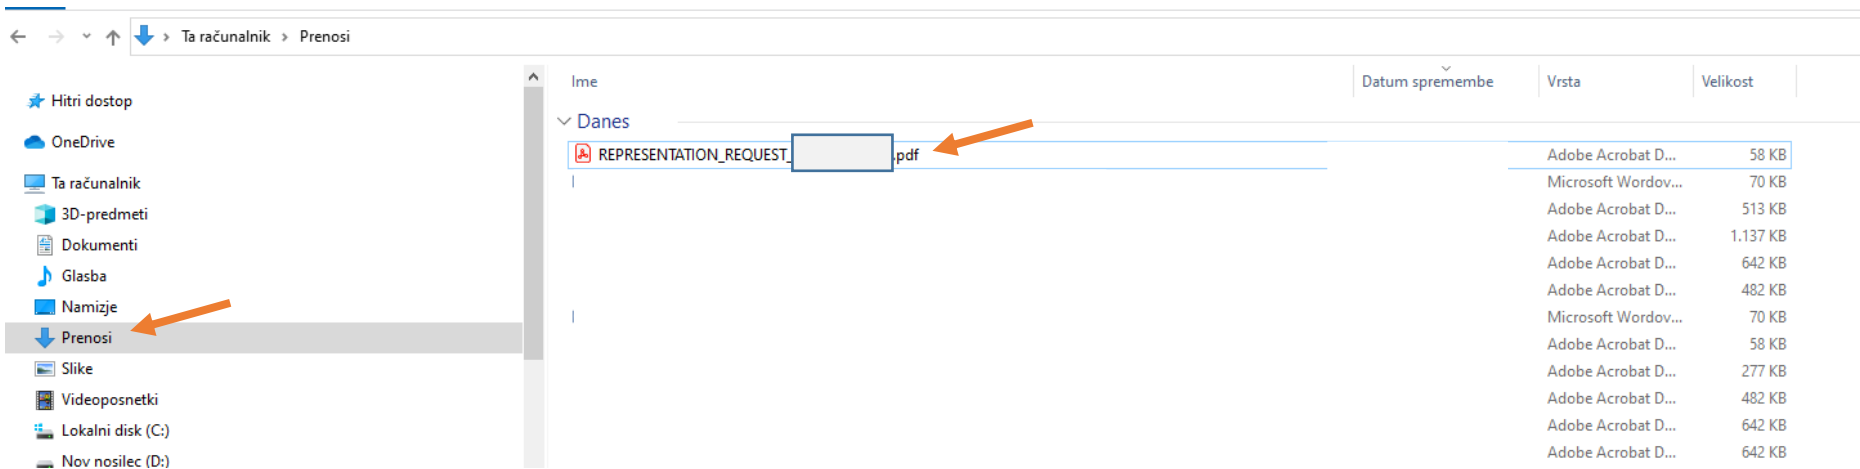 Ta računalnik > Prenosi
Hitri dostop
OneDrive
Ta računalnik
3D-predmeti
Dokumenti
Glasba
Namizje
Prenosi
Slike
Videoposnetki
Lokalni disk (C:)
Nov nosilec (D:)
Ime Datum spremembe Vrsta Velikost
Danes
REPRESENTATION_REQUEST_ .pdf Adobe Acrobat D... 58 KB
Microsoft Wordov... 70 KB
Adobe Acrobat D... 513 KB
Adobe Acrobat D... 1.137 KB
Adobe Acrobat D... 642 KB
Adobe Acrobat D... 482 KB
Microsoft Wordov... 70 KB
Adobe Acrobat D... 58 KB
Adobe Acrobat D... 277 KB
Adobe Acrobat D... 482 KB
Adobe Acrobat D... 642 KB
Adobe Acrobat D... 642 KB